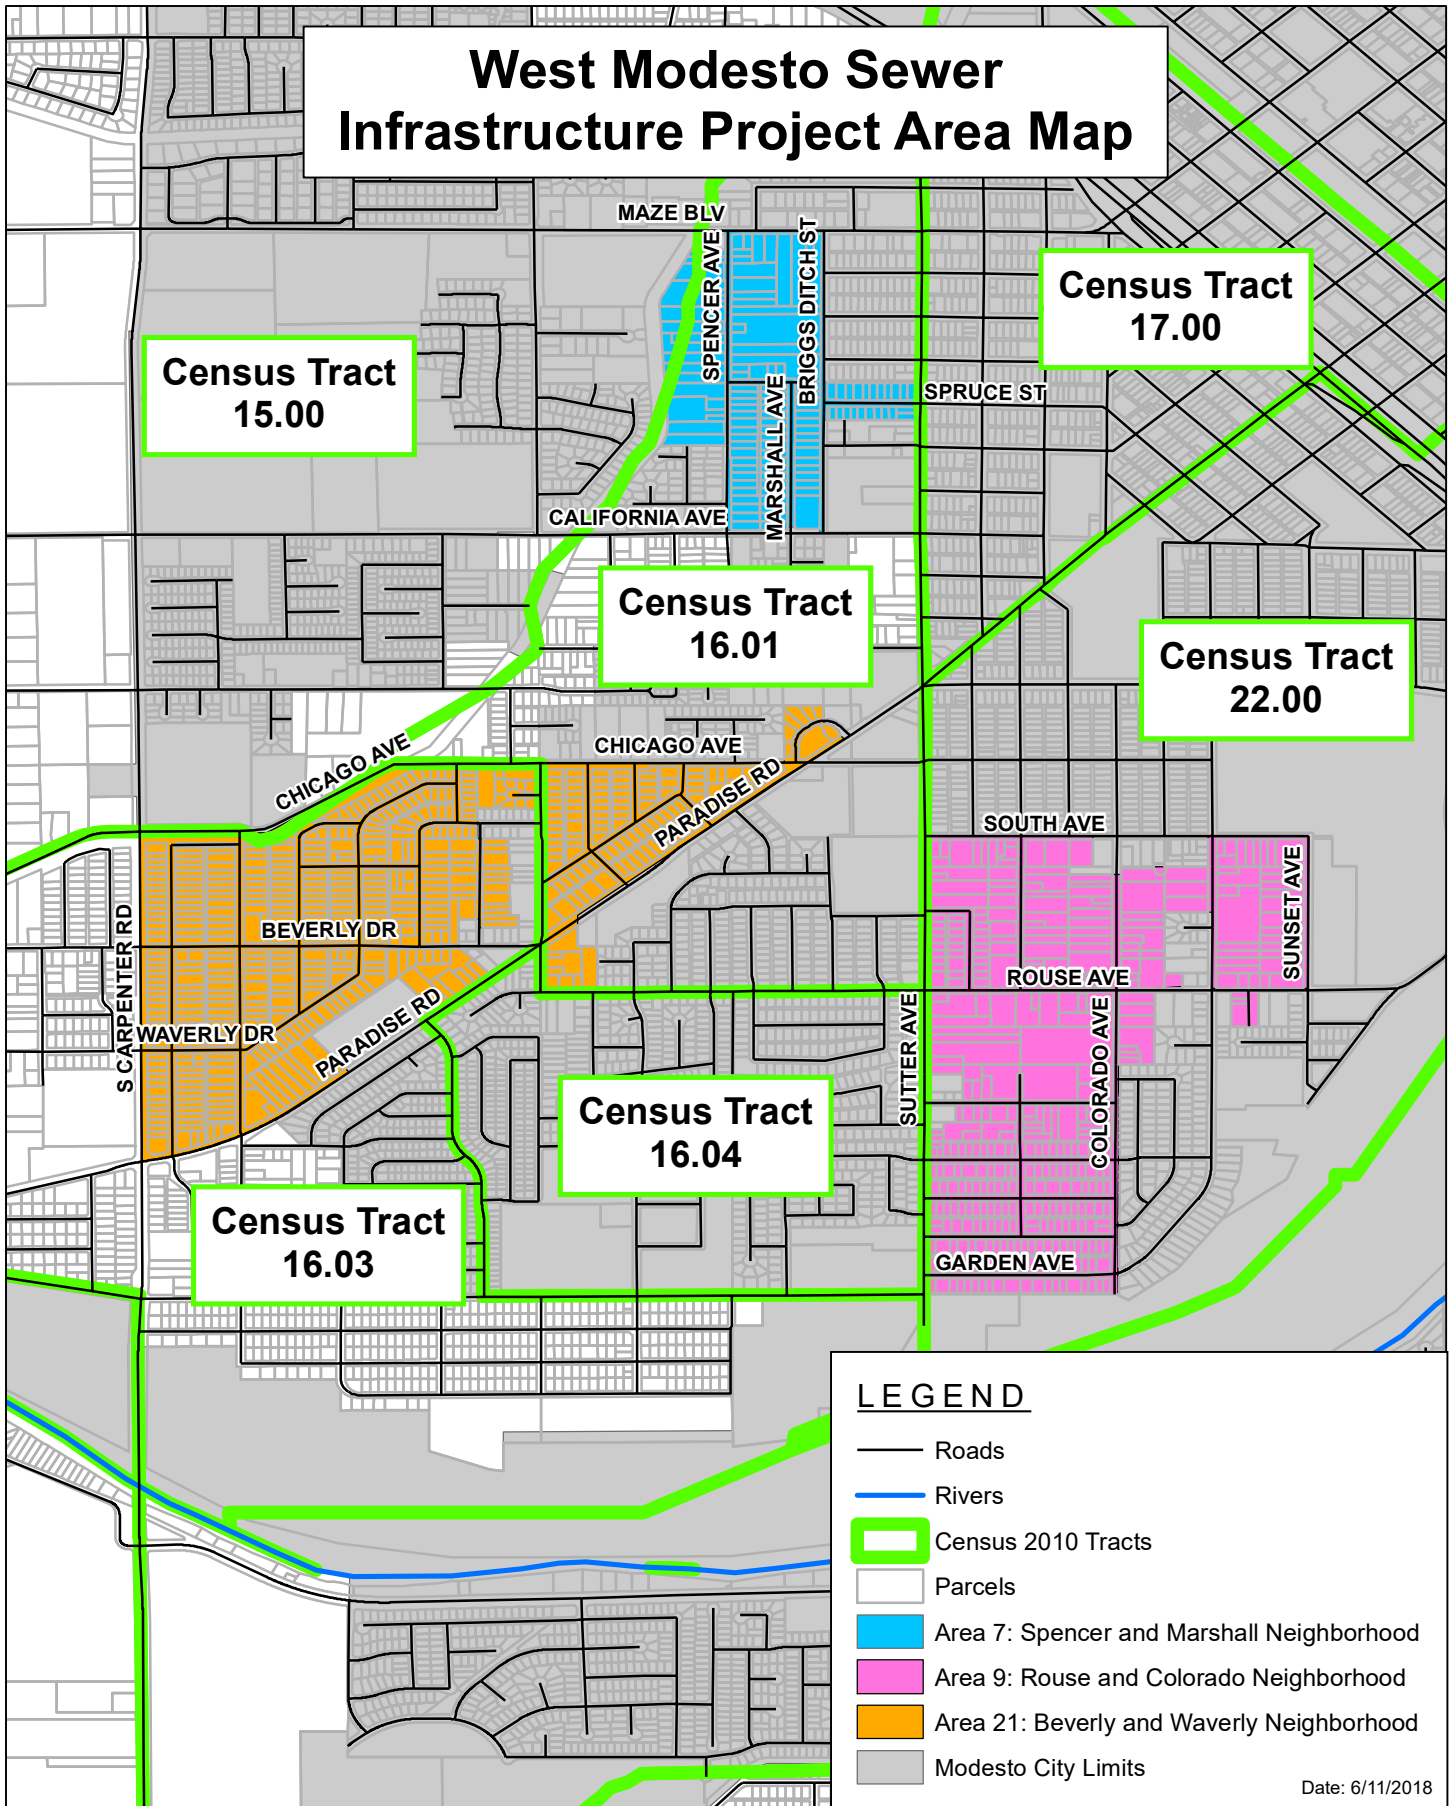 West Modesto Sewer
Infrastructure Project Area Map
MAZE BLV
SPENCER AVE
BRIGGS DITCH ST
Census Tract
17.00
Census Tract
15.00
MARSHALL AVE
SPRUCE ST
CALIFORNIA AVE
Census Tract
16.01
Census Tract
22.00
CHICAGO AVE
CHICAGO AVE
PARADISE RD
SOUTH AVE
SUNSET AVE
S CARPENTER RD
BEVERLY DR
ROUSE AVE
WAVERLY DR
PARADISE RD
SUTTER AVE
COLORADO AVE
Census Tract
16.04
Census Tract
16.03
GARDEN AVE
LEGEND
Roads
Rivers
Census 2010 Tracts
Parcels
Area 7: Spencer and Marshall Neighborhood
Area 9: Rouse and Colorado Neighborhood
Area 21: Beverly and Waverly Neighborhood
Modesto City Limits
Date: 6/11/2018